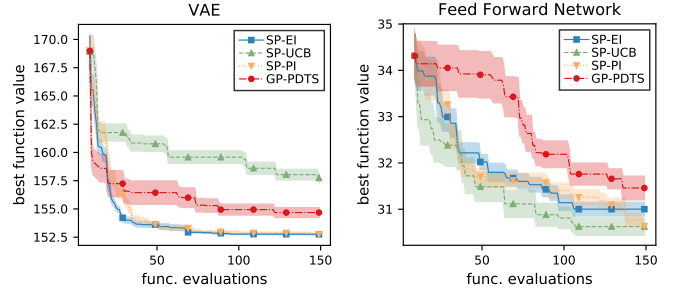 VAE
best function value
170.0
167.5
165.0
162.5
160.0
157.5
155.0
152.5
50
100
150
func. evaluations
SP-EI
SP-UCB
SP-PI
GP-PDTS
Feed Forward Network
best function value
35
34
33
32
31
50
100
150
func. evaluations
SP-EI
SP-UCB
SP-PI
GP-PDTS